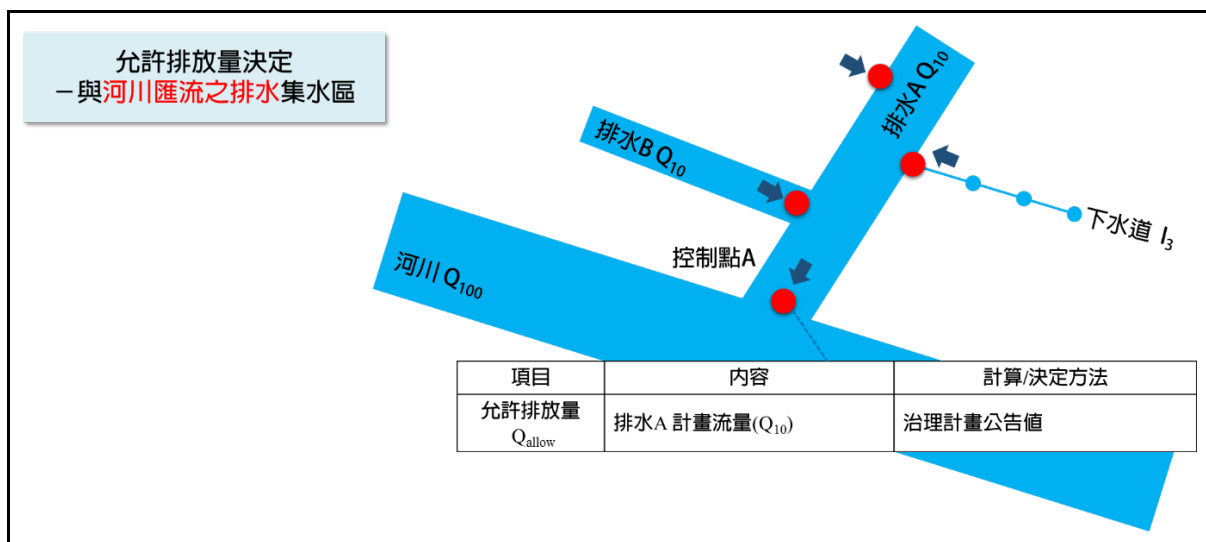 允許排放量決定
－與河川匯流之排水集水區
排水A Q10
排水B Q10
下水道 I3
控制點A
河川 Q100
項目 內容 計算/決定方法
允許排放量 Qallow 排水A 計畫流量(Q10) 治理計畫公告值